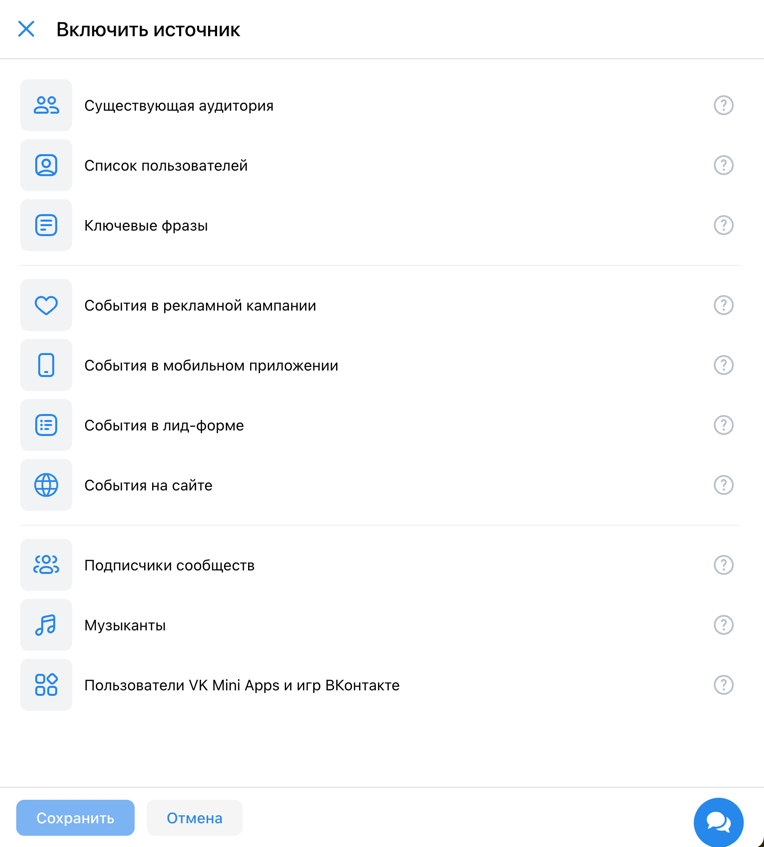 Включить источник
Существующая аудитория
Список пользователей
Ключевые фразы
События в рекламной кампании
События в мобильном приложении
События в лид-форме
События на сайте
Подписчики сообществ
Музыканты
Пользователи VK Mini Apps и игр ВКонтакте
Сохранить
Отмена